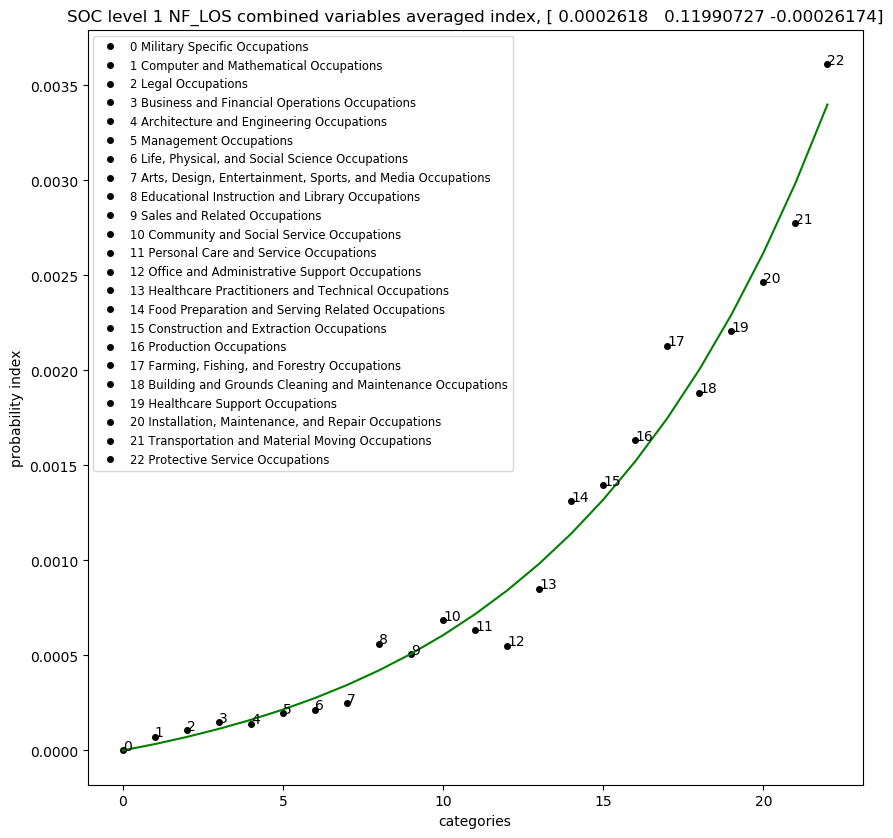 SOC level 1 NF_LOS combined variables averaged index, [ 0.0002618   0.11990727 -0.00026174]
0 Military Specific Occupations
1 Computer and Mathematical Occupations
2 Legal Occupations
3 Business and Financial Operations Occupations
4 Architecture and Engineering Occupations
5 Management Occupations
6 Life, Physical, and Social Science Occupations
7 Arts, Design, Entertainment, Sports, and Media Occupations
8 Educational Instruction and Library Occupations
9 Sales and Related Occupations
10 Community and Social Service Occupations
11 Personal Care and Service Occupations
12 Office and Administrative Support Occupations
13 Healthcare Practitioners and Technical Occupations
14 Food Preparation and Serving Related Occupations
15 Construction and Extraction Occupations
16 Production Occupations
17 Farming, Fishing, and Forestry Occupations
18 Building and Grounds Cleaning and Maintenance Occupations
19 Healthcare Support Occupations
20 Installation, Maintenance, and Repair Occupations
21 Transportation and Material Moving Occupations
22 Protective Service Occupations
0.0035
0.0030
0.0025
0.0020
0.0015
0.0010
0.0005
0.0000
probability index
0
1
2
3
4
5
6
7
8
9
10
11
12
13
14
15
16
17
18
19
20
21
22
0
5
10
15
20
categories